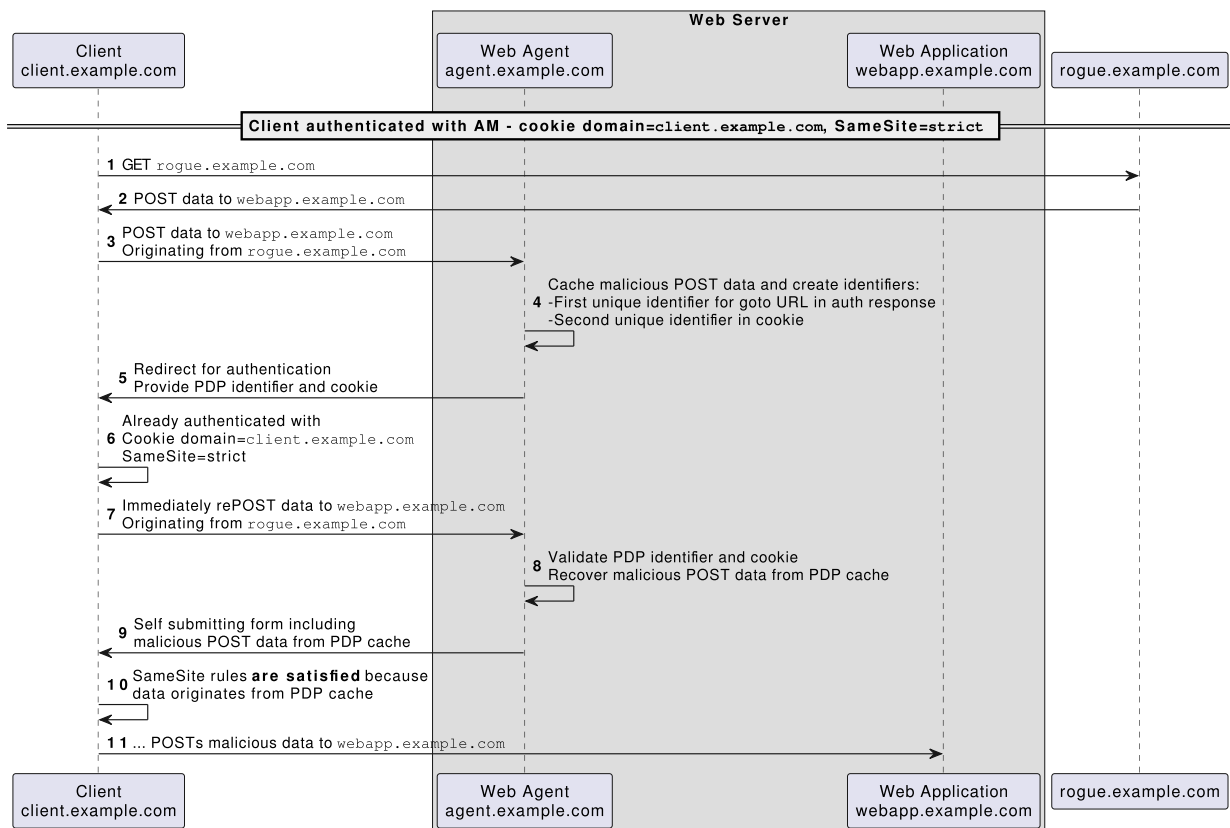 Web Server
Client
client.example.com
Web Agent
agent.example.com
Web Application
webapp.example.com
rogue.example.com
Client authenticated with AM - cookie domain=client.example.com, SameSite=strict
1 GET rogue.example.com
2 POST data to webapp.example.com
3 POST data to webapp.example.com
Originating from rogue.example.com
4 Cache malicious POST data and create identifiers:
-First unique identifier for goto URL in auth response
-Second unique identifier in cookie
5 Redirect for authentication
Provide PDP identifier and cookie
6 Already authenticated with
Cookie domain=client.example.com
SameSite=strict
7 Immediately rePOST data to webapp.example.com
Originating from rogue.example.com
8 Validate PDP identifier and cookie
Recover malicious POST data from PDP cache
9 Self submitting form including
malicious POST data from PDP cache
10 SameSite rules are satisfied because
data originates from PDP cache
11 ... POSTs malicious data to webapp.example.com
Client
client.example.com
Web Agent
agent.example.com
Web Application
webapp.example.com
rogue.example.com